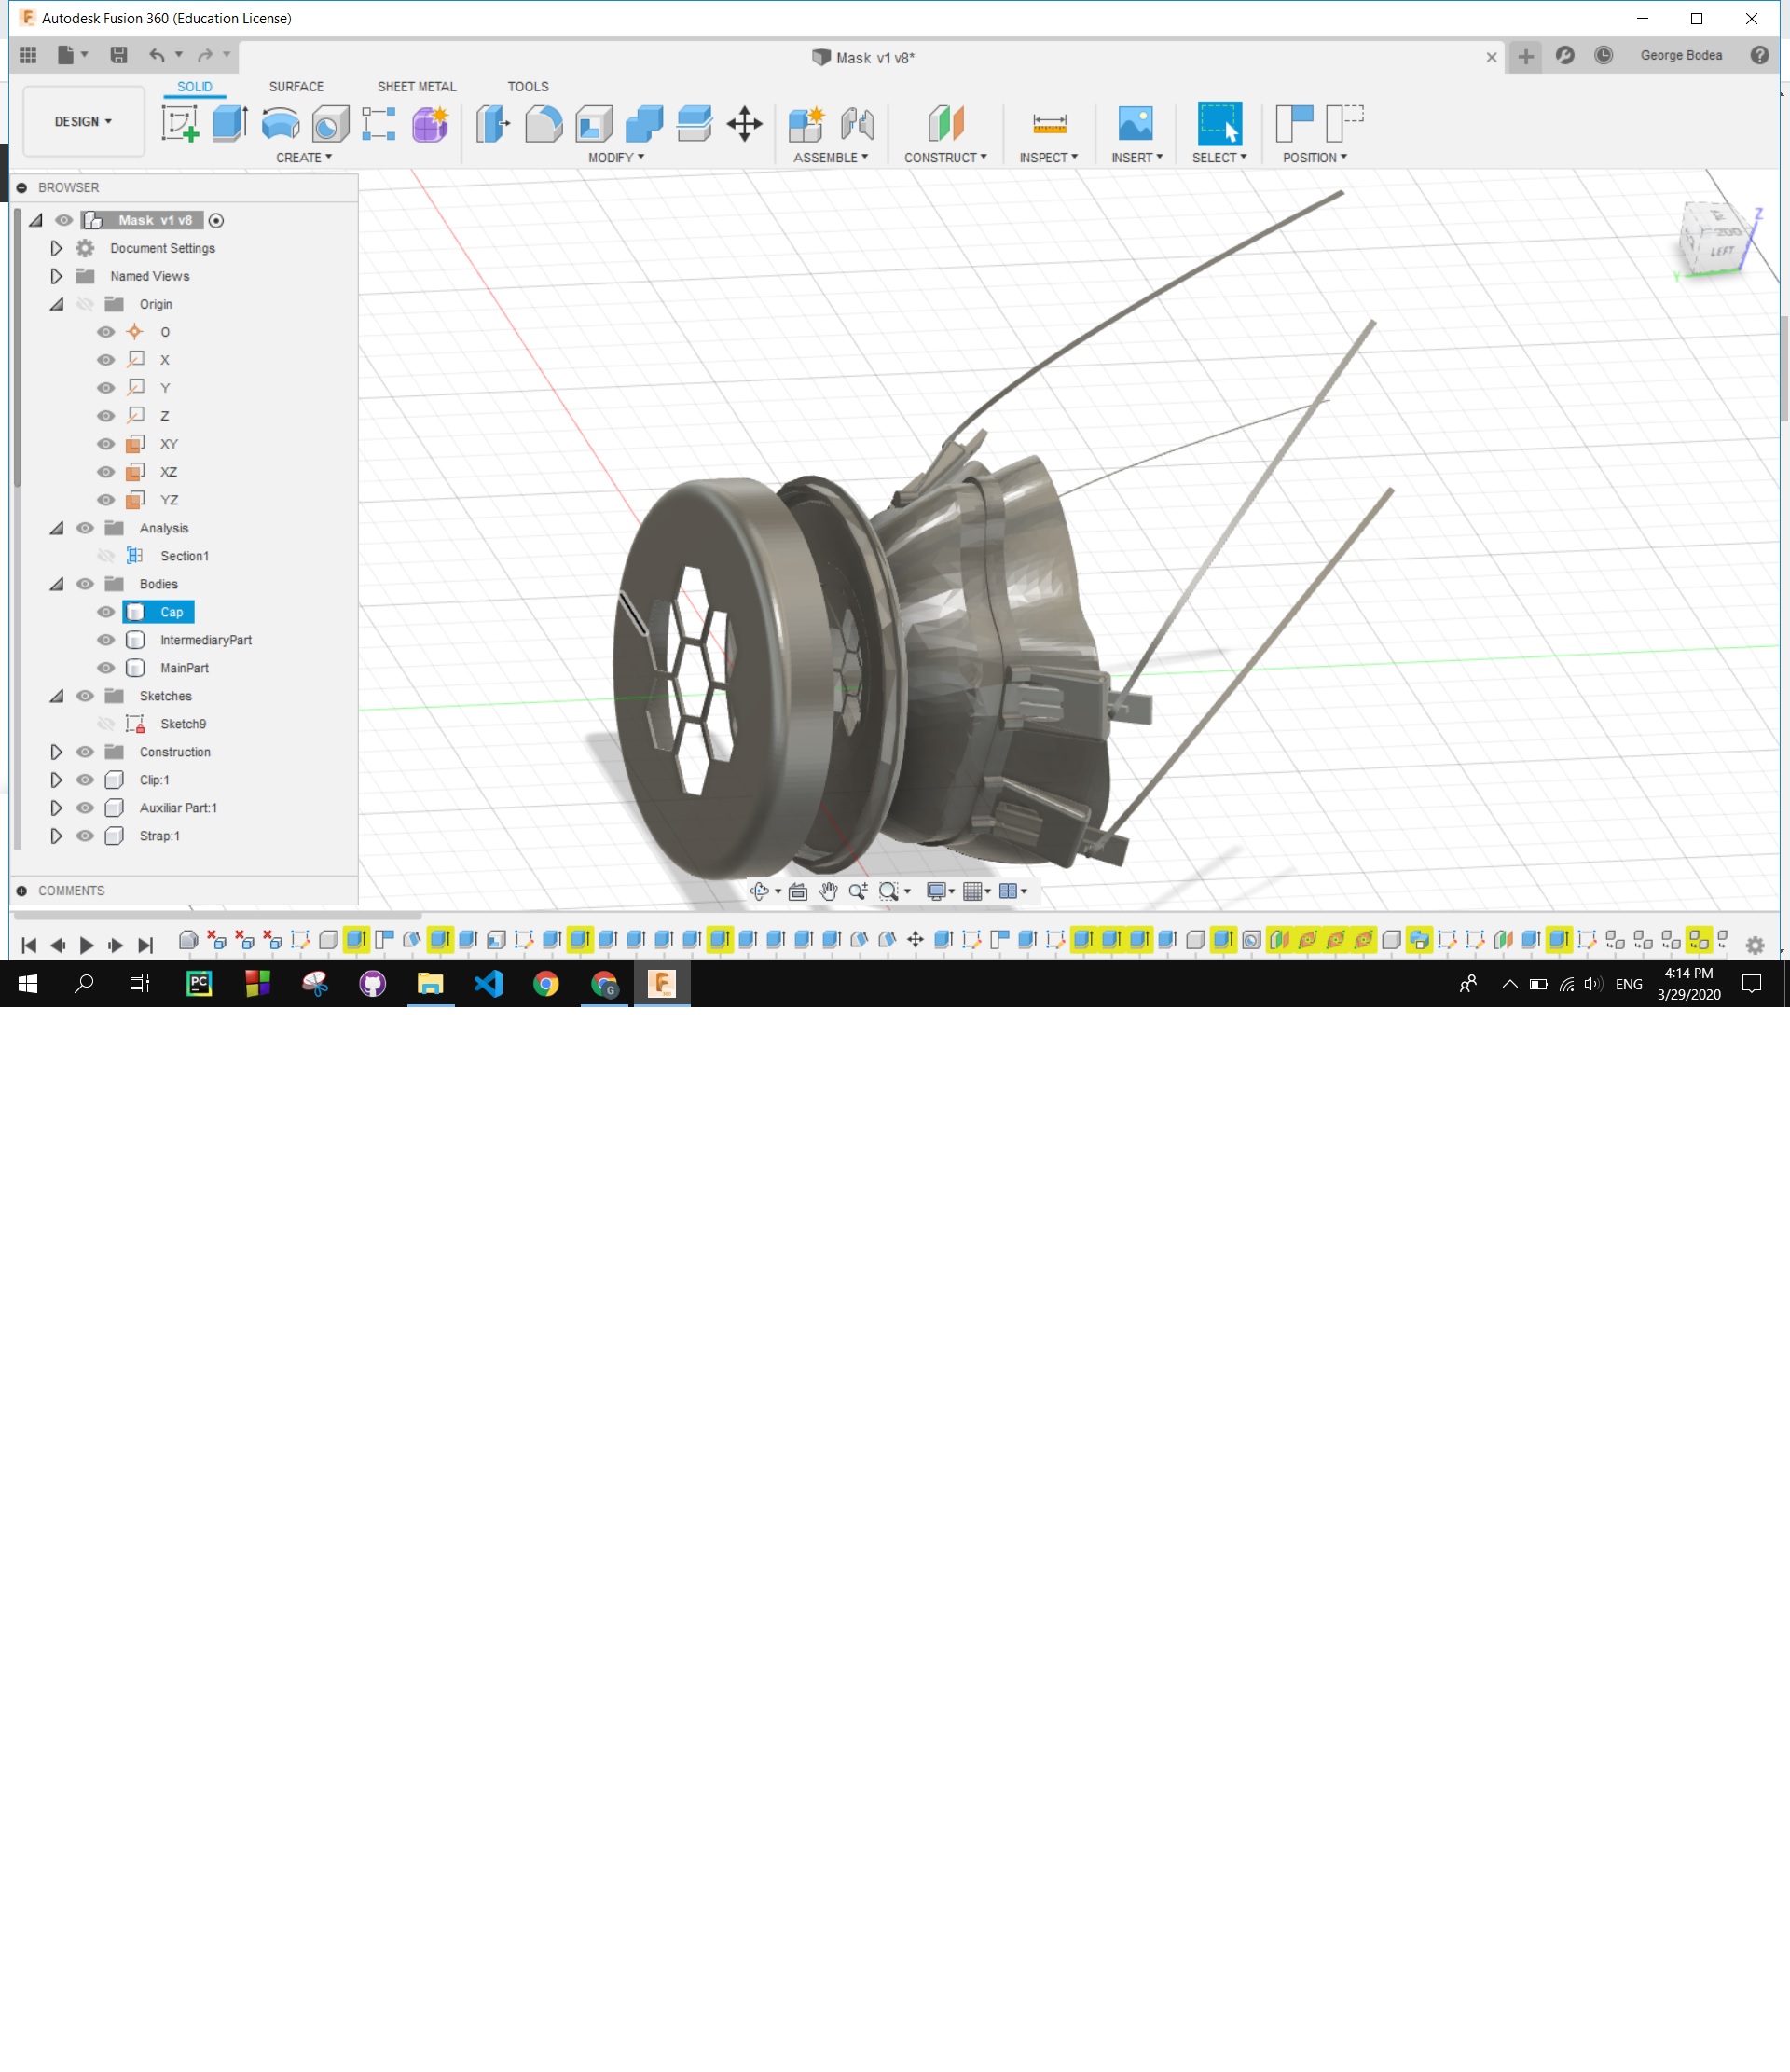 Autodesk Fusion 360 (Education License)
Mask v1 v8*
George Bodea
SOLID SURFACE SHEET METAL TOOLS
DESIGN
CREATE MODIFY ASSEMBLE CONSTRUCT INSPECT INSERT SELECT POSITION
BROWSER
Mask v1 v8
Document Settings
Named Views
Origin
O
X
Y
Z
XY
XZ
YZ
Analysis
Section1
Bodies
Cap
IntermediaryPart
MainPart
Sketches
Sketch9
Construction
Clip:1
Auxiliar Part:1
Strap:1
COMMENTS
Z
LEFT
Y
PC
G
F
ENG
4:14 PM
3/29/2020